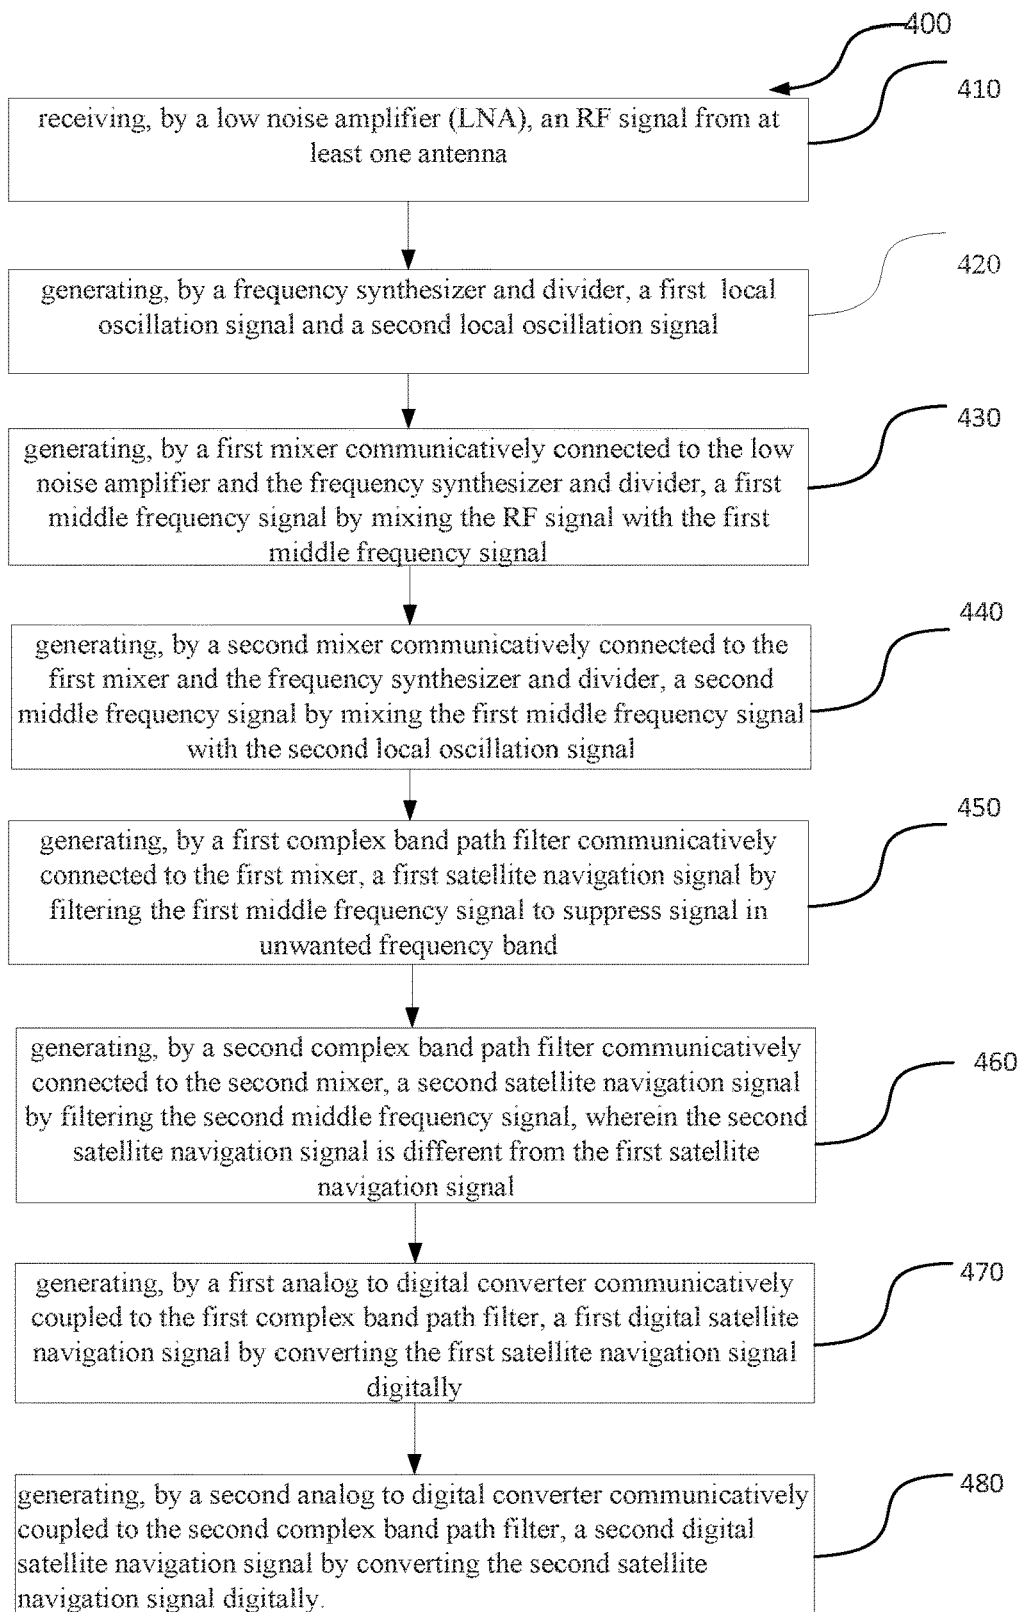 400
410
receiving, by a low noise amplifier (LNA), an RF signal from at
least one antenna
420
generating, by a frequency synthesizer and divider, a first local
oscillation signal and a second local oscillation signal
430
generating, by a first mixer communicatively connected to the low
noise amplifier and the frequency synthesizer and divider, a first
middle frequency signal by mixing the RF signal with the first
middle frequency signal
440
generating, by a second mixer communicatively connected to the
first mixer and the frequency synthesizer and divider, a second
middle frequency signal by mixing the first middle frequency signal
with the second local oscillation signal
450
generating, by a first complex band path filter communicatively
connected to the first mixer, a first satellite navigation signal by
filtering the first middle frequency signal to suppress signal in
unwanted frequency band
460
generating, by a second complex band path filter communicatively
connected to the second mixer, a second satellite navigation signal
by filtering the second middle frequency signal, wherein the second
satellite navigation signal is different from the first satellite
navigation signal
470
generating, by a first analog to digital converter communicatively
coupled to the first complex band path filter, a first digital satellite
navigation signal by converting the first satellite navigation signal
digitally
480
generating, by a second analog to digital converter communicatively
coupled to the second complex band path filter, a second digital
satellite navigation signal by converting the second satellite
navigation signal digitally.